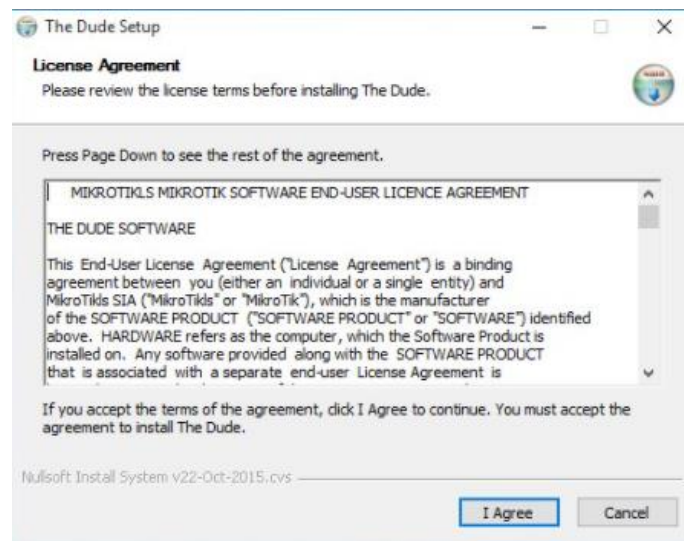 The Dude Setup
License Agreement
Please review the license terms before installing The Dude.
Press Page Down to see the rest of the agreement.
MIKROTIKLS MIKROTIK SOFTWARE END-USER LICENCE AGREEMENT
THE DUDE SOFTWARE
This End-User License Agreement ("License Agreement") is a binding
agreement between you (either an individual or a single entity) and
MikroTikls SIA ("MikroTikls" or "MikroTik"), which is the manufacturer
of the SOFTWARE PRODUCT ("SOFTWARE PRODUCT" or "SOFTWARE") identified
above. HARDWARE refers as the computer, which the Software Product is
installed on. Any software provided along with the SOFTWARE PRODUCT
that is associated with a separate end-user License Agreement is
If you accept the terms of the agreement, click I Agree to continue. You must accept the
agreement to install The Dude.
Nullsoft Install System v22-Oct-2015.cvs
I Agree
Cancel